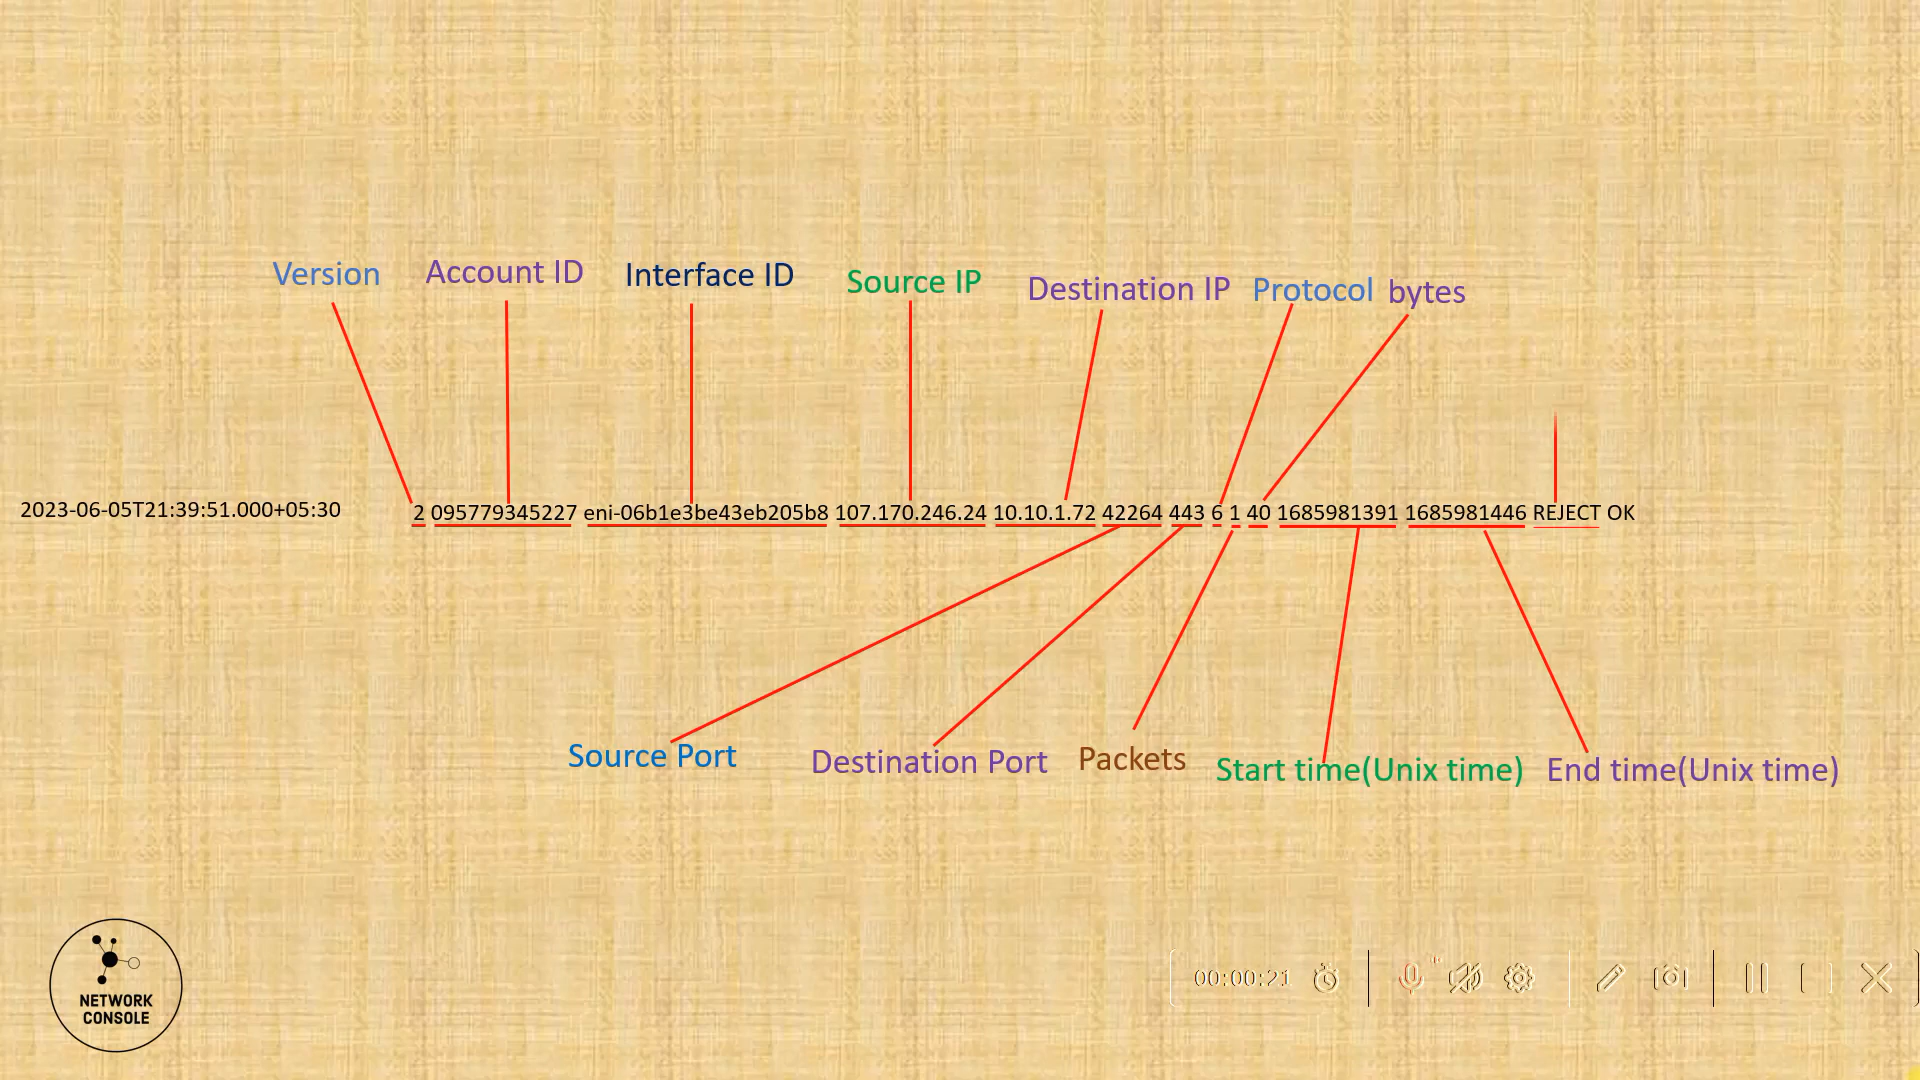 Version Account ID Interface ID Source IP Destination IP Protocol bytes
2023-06-05T21:39:51.000+05:30 2 095779345227 eni-06b1e3be43eb205b8 107.170.246.24 10.10.1.72 42264 443 6 1 40 1685981391 1685981446 REJECT OK
Source Port Destination Port Packets Start time(Unix time) End time(Unix time)
NETWORK
CONSOLE
00:00:21